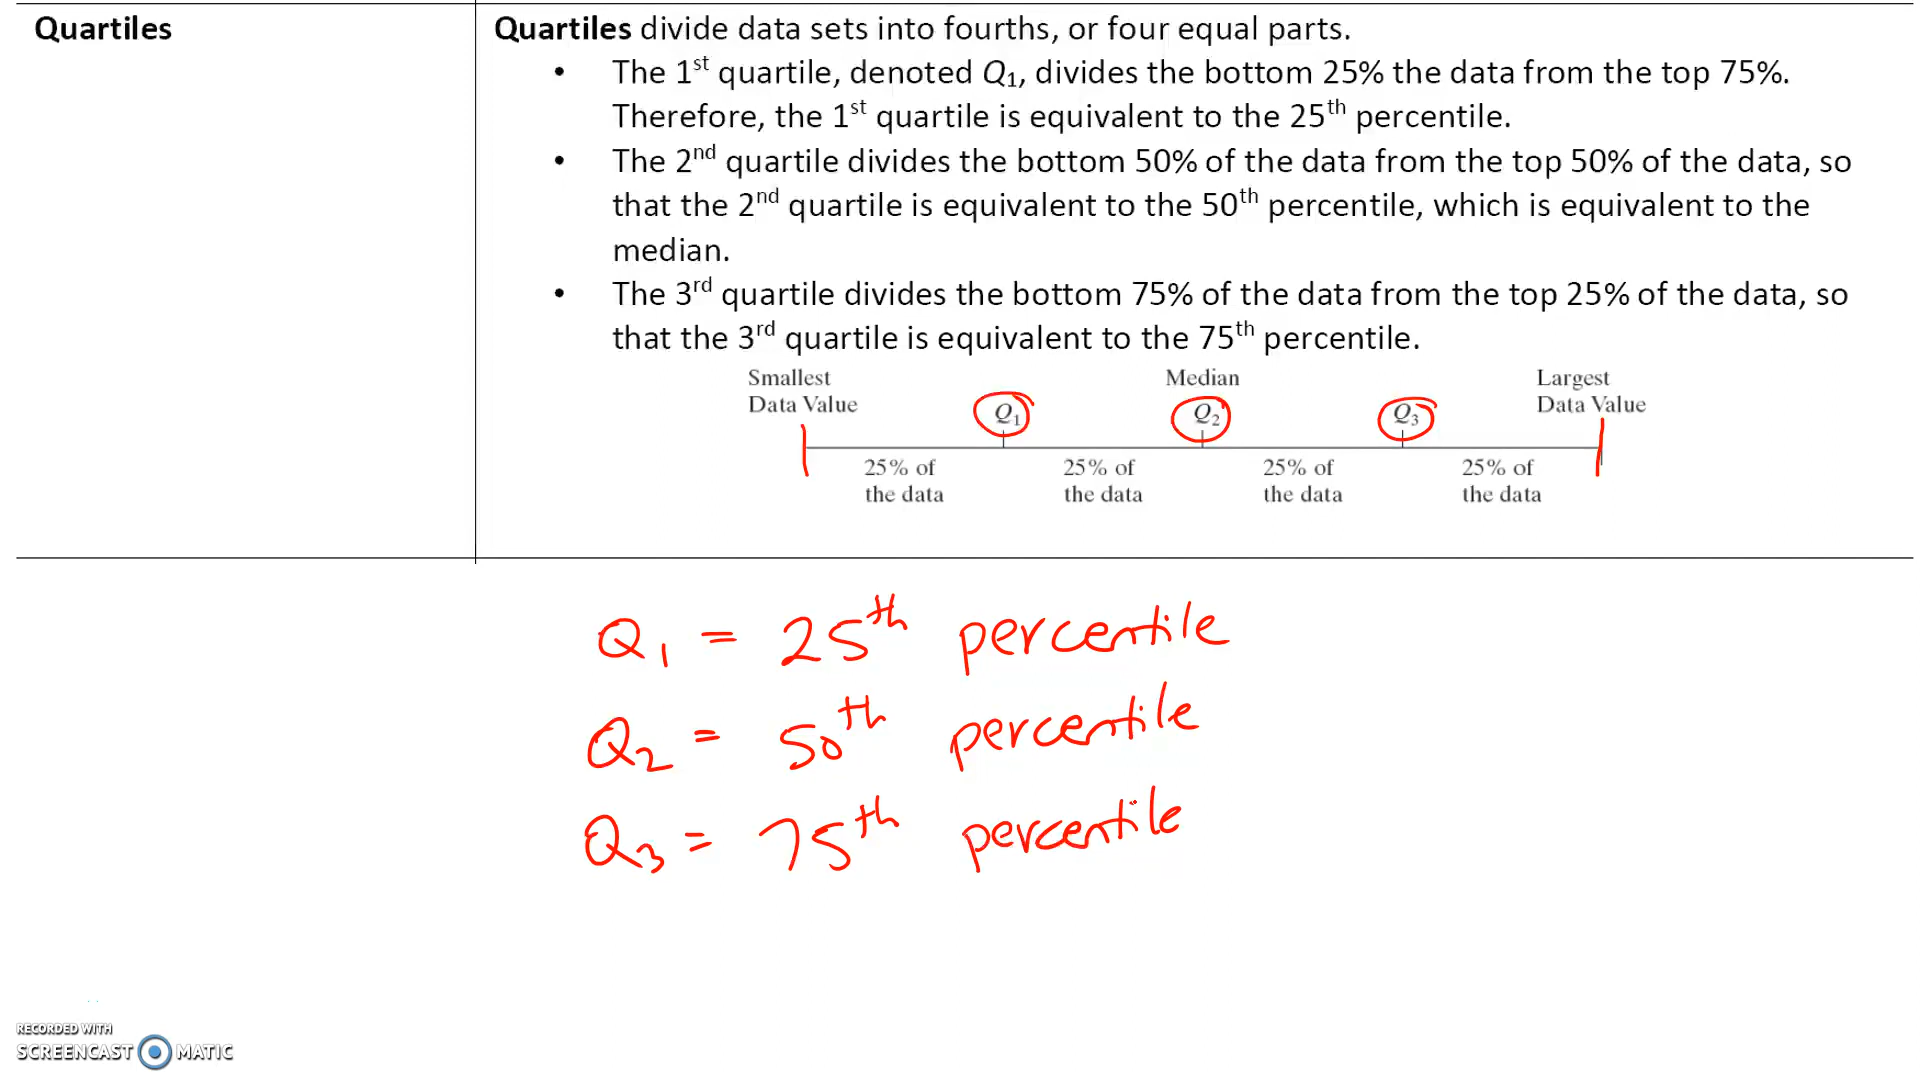 Quartiles
Quartiles divide data sets into fourths, or four equal parts.
• The 1st quartile, denoted Q1, divides the bottom 25% the data from the top 75%.
Therefore, the 1st quartile is equivalent to the 25th percentile.
• The 2nd quartile divides the bottom 50% of the data from the top 50% of the data, so
that the 2nd quartile is equivalent to the 50th percentile, which is equivalent to the
median.
• The 3rd quartile divides the bottom 75% of the data from the top 25% of the data, so
that the 3rd quartile is equivalent to the 75th percentile.
Smallest Median Largest
Data Value Data Value
Q1 Q2 Q3
25% of 25% of 25% of 25% of
the data the data the data the data
Q1 = 25th percentile
Q2 = 50th percentile
Q3 = 75th percentile
RECORDED WITH
SCREENCAST MATIC